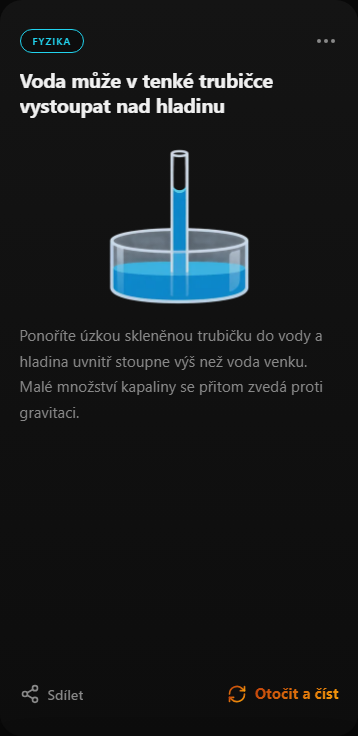 FYZIKA
Voda může v tenké trubičce
vystoupat nad hladinu
Ponoříte úzkou skleněnou trubičku do vody a
hladina uvnitř stoupne výš než voda venku.
Malé množství kapaliny se přitom zvedá proti
gravitaci.
Sdílet
Otočit a číst